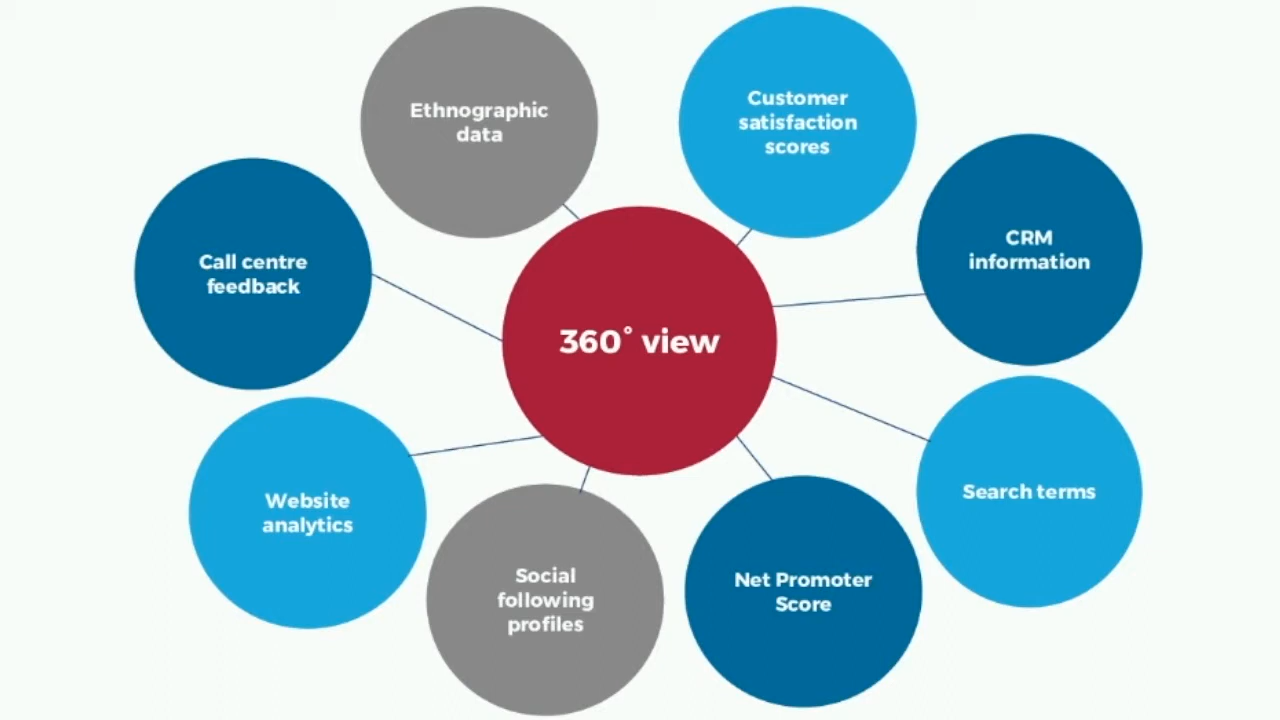 Ethnographic
data
Customer
satisfaction
scores
CRM
information
Call centre
feedback
360° view
Search terms
Website
analytics
Social
following
profiles
Net Promoter
Score